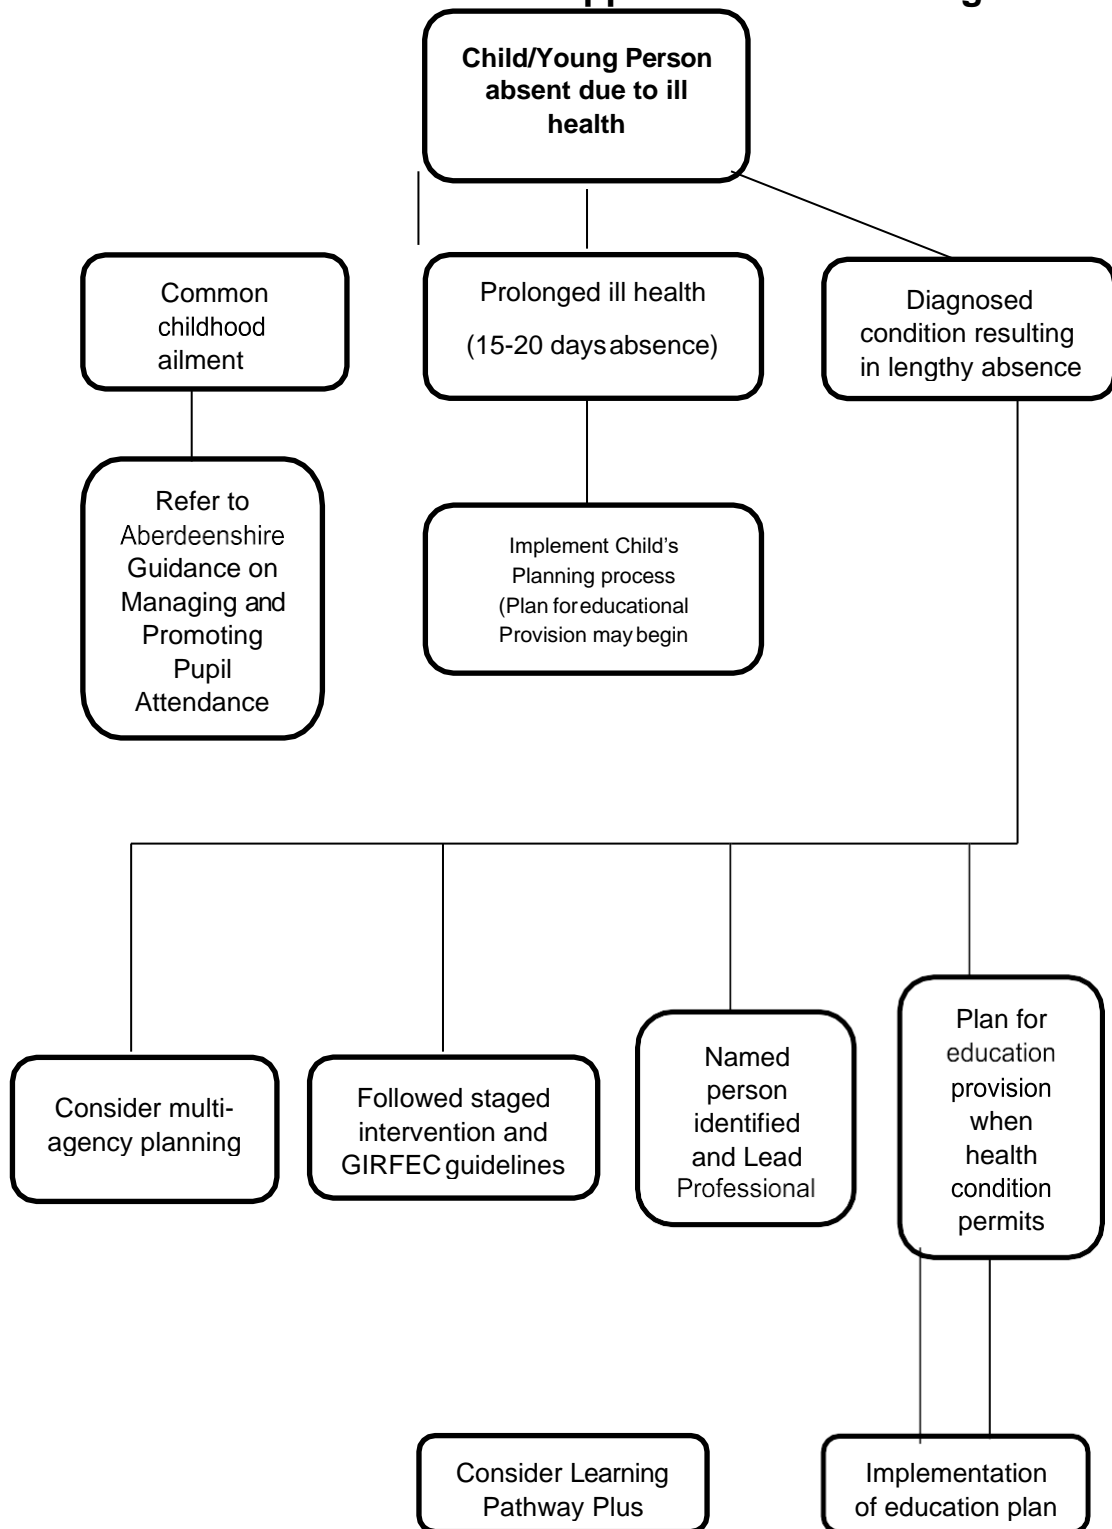 Child/Young Person
absent due to ill
health
Common
childhood
ailment
Prolonged ill health
(15-20 days absence)
Diagnosed
condition resulting
in lengthy absence
Refer to
Aberdeenshire
Guidance on
Managing and
Promoting
Pupil
Attendance
Implement Child’s
Planning process
(Plan for educational
Provision may begin
Consider multi-
agency planning
Followed staged
intervention and
GIRFEC guidelines
Named
person
identified
and Lead
Professional
Plan for
education
provision
when
health
condition
permits
Consider Learning
Pathway Plus
Implementation
of education plan